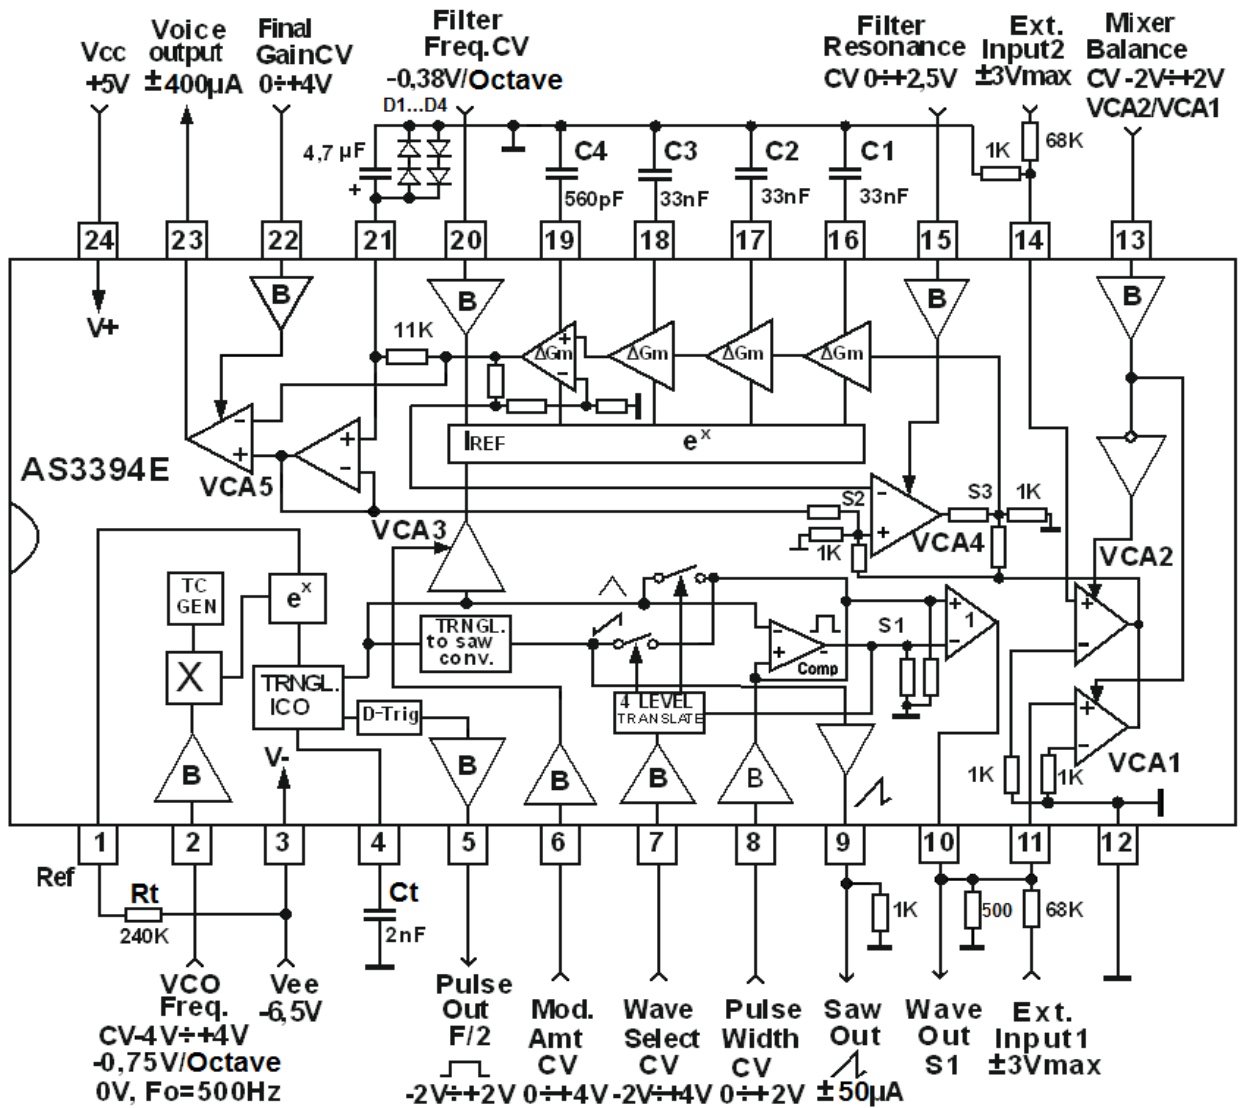 Vcc
+5V
Voice
output
±400µA
Final
GainCV
0÷+4V
Filter
Freq.CV
-0,38V/Octave
D1...D4
Filter
Resonance
CV 0÷+2,5V
Ext.
Input2
±3Vmax
Mixer
Balance
CV -2V÷+2V
VCA2/VCA1
4,7 µF
+
C4
560pF
C3
33nF
C2
33nF
C1
33nF
1K
68K
24
23
22
21
20
19
18
17
16
15
14
13
V+
B
B
B
B
11K
ΔGm
+
−
ΔGm
ΔGm
ΔGm
IREF
e^x
AS3394E
VCA5
-
+
+
-
VCA3
S2
1K
-
+
VCA4
S3
1K
VCA2
TC
GEN
e^x
X
TRNGL.
to saw
conv.
TRNGL.
ICO
D-Trig
-
+
-
Comp
S1
+
-
1
4 LEVEL
TRANSLATE
+
-
+
-
VCA1
1K
1K
V-
B
B
B
B
B
1
2
3
4
5
6
7
8
9
10
11
12
Ref
Rt
240K
Ct
2nF
1K
500
68K
VCO
Freq.
CV-4V÷+4V
-0,75V/Octave
0V, Fo=500Hz
Vee
-6,5V
Pulse
Out
F/2
-2V÷+2V
Mod.
Amt
CV
0÷+4V
Wave
Select
CV
-2V÷+4V
Pulse
Width
CV
0÷+2V
Saw
Out
±50µA
Wave
Out
S1
Ext.
Input1
±3Vmax